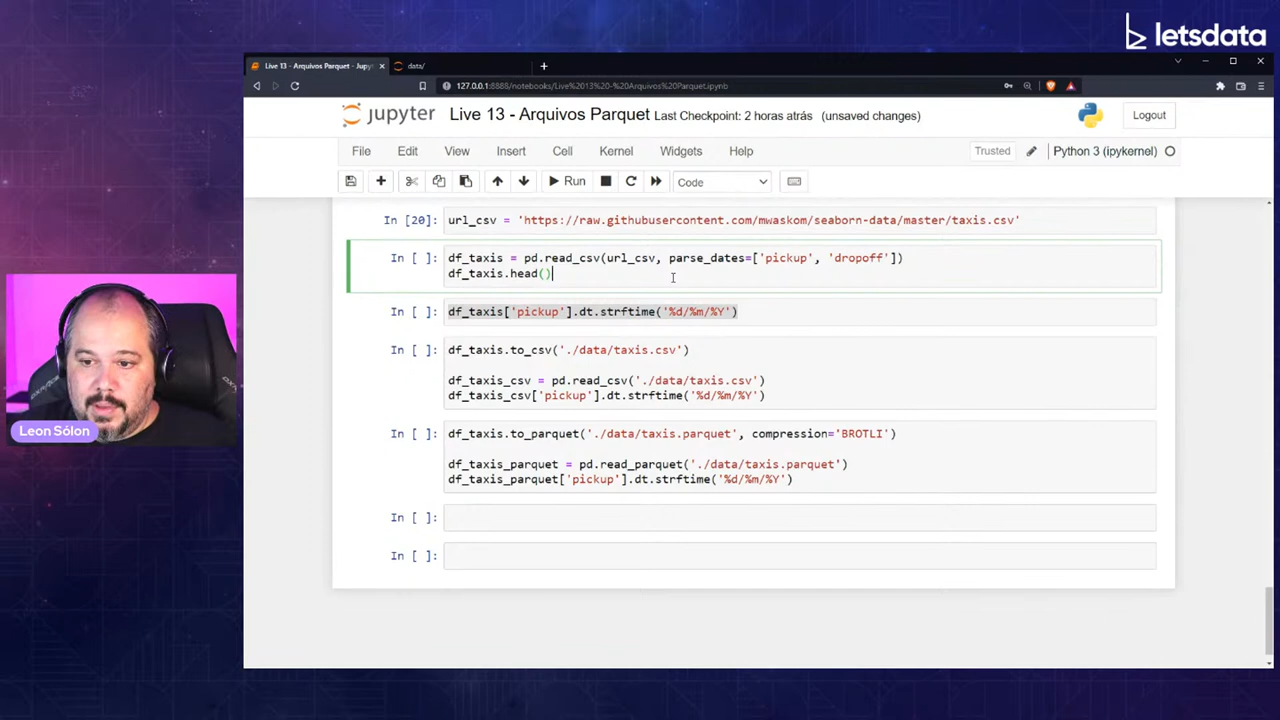 letsdata
Live 13 - Arquivos Parquet - Jupy
data/
127.0.0.1:8888/notebooks/Live%2013%20-%20Arquivos%20Parquet.ipynb
jupyter Live 13 - Arquivos Parquet Last Checkpoint: 2 horas atrás (unsaved changes)
Logout
File Edit View Insert Cell Kernel Widgets Help
Trusted
Python 3 (ipykernel)
Run
Code
In [20]: url_csv = 'https://raw.githubusercontent.com/mwaskom/seaborn-data/master/taxis.csv'
In [ ]: df_taxis = pd.read_csv(url_csv, parse_dates=['pickup', 'dropoff'])
df_taxis.head()
In [ ]: df_taxis['pickup'].dt.strftime('%d/%m/%Y')
In [ ]: df_taxis.to_csv('./data/taxis.csv')
df_taxis_csv = pd.read_csv('./data/taxis.csv')
df_taxis_csv['pickup'].dt.strftime('%d/%m/%Y')
In [ ]: df_taxis.to_parquet('./data/taxis.parquet', compression='BROTLI')
df_taxis_parquet = pd.read_parquet('./data/taxis.parquet')
df_taxis_parquet['pickup'].dt.strftime('%d/%m/%Y')
In [ ]:
In [ ]:
Leon Sólon